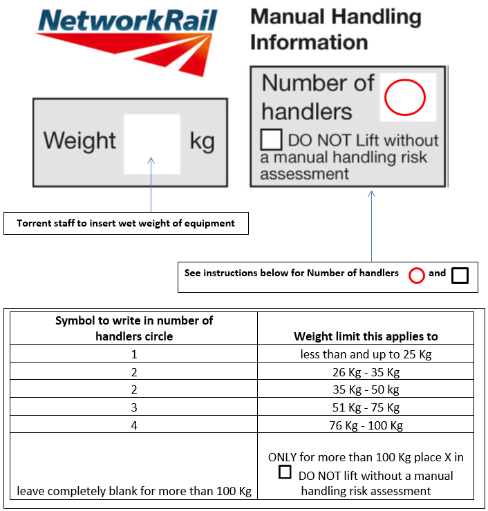 NetworkRail
Manual Handling
Information
Number of
handlers
DO NOT Lift without
a manual handling risk
assessment
Weight kg
Torrent staff to insert wet weight of equipment
See instructions below for Number of handlers and
Symbol to write in number of
handlers circle
Weight limit this applies to
1 less than and up to 25 Kg
2 26 Kg - 35 Kg
2 35 Kg - 50 kg
3 51 Kg - 75 Kg
4 76 Kg - 100 Kg
leave completely blank for more than 100 Kg
ONLY for more than 100 Kg place X in
DO NOT lift without a manual
handling risk assessment